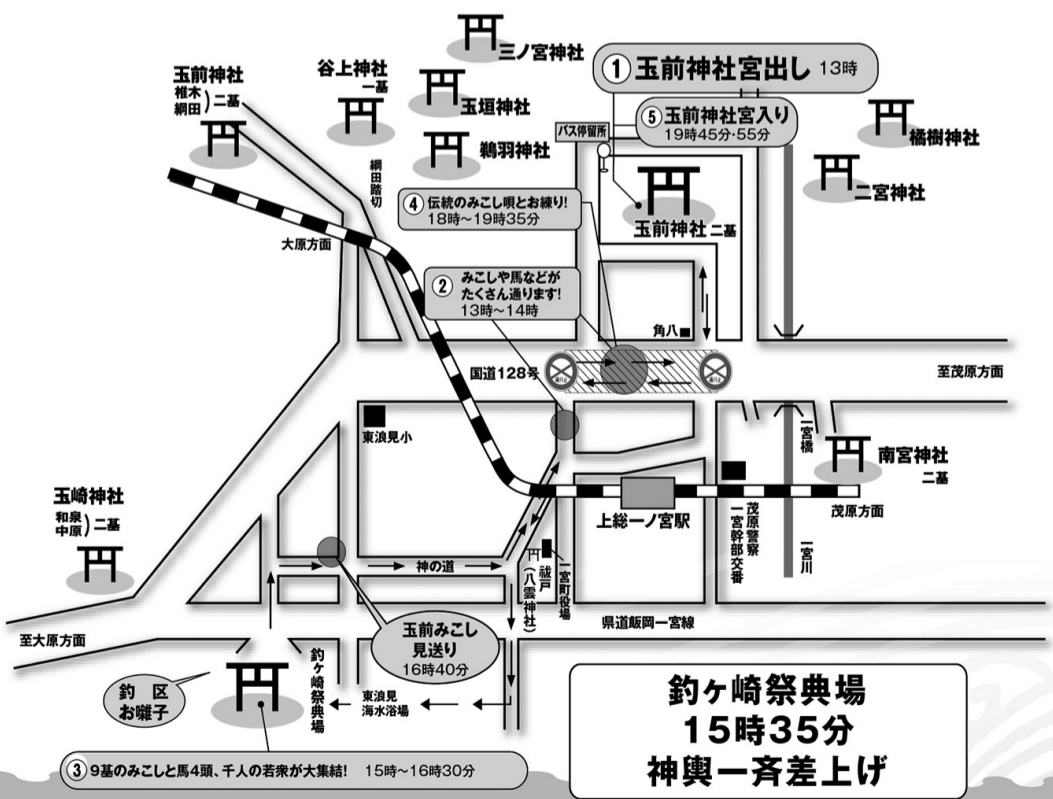 三ノ宮神社
玉前神社
椎木
綱田
)二基
谷上神社
一基
玉垣神社
鵜羽神社
① 玉前神社宮出し 13時
⑤ 玉前神社宮入り
19時45分・55分
バス停留所
橘樹神社
二宮神社
玉前神社 二基
綱田踏切
④ 伝統のみこし唄とお練り!
18時〜19時35分
大原方面
② みこしや馬などが
たくさん通ります!
13時〜14時
角八
国道128号
至茂原方面
東浪見小
一宮橋
南宮神社
二基
玉崎神社
和泉
中原
)二基
上総一ノ宮駅
茂原警察
一宮幹部交番
茂原方面
一宮川
神の道
祓戸
(八雲神社)
一宮町役場
県道飯岡一宮線
至大原方面
玉前みこし
見送り
16時40分
釣 区
お囃子
釣ヶ崎祭典場
東浪見
海水浴場
③ 9基のみこしと馬4頭、千人の若衆が大集結! 15時〜16時30分
釣ヶ崎祭典場
15時35分
神輿一斉差上げ